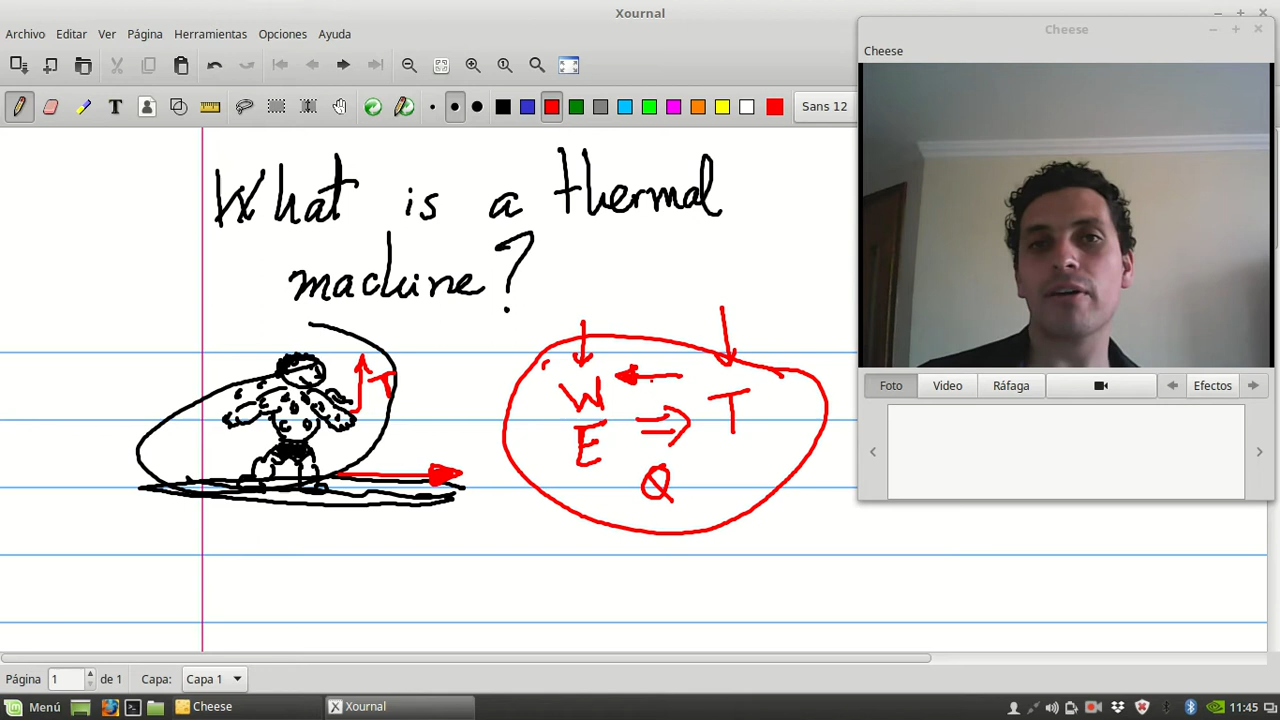 Xournal
Archivo Editar Ver Página Herramientas Opciones Ayuda
Sans 12
Cheese
Cheese
What is a thermal
machine?
T
W T
E
Q
Foto Video Ráfaga Efectos
Página 1 de 1 Capa: Capa 1
Menú Cheese Xournal 11:45